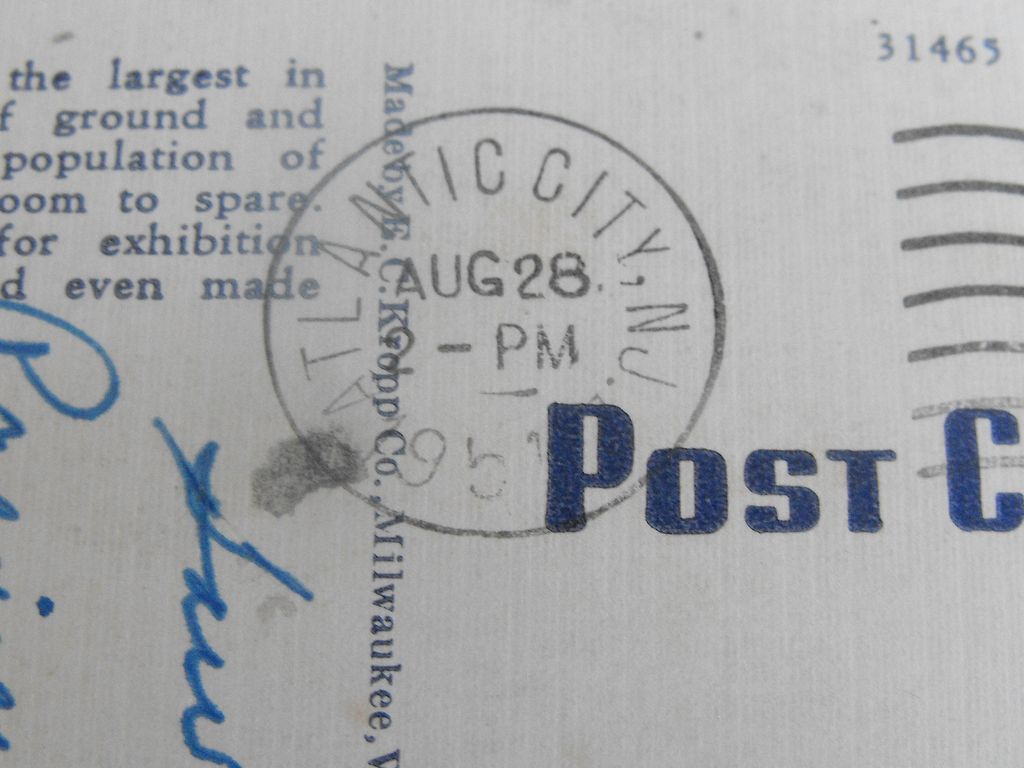 31465
the largest in
f ground and
population of
oom to spare.
for exhibition
d even made
Made by E. C. Kropp Co., Milwaukee, W
ATLANTIC CITY, N.J.
AUG 28
- PM
POST C